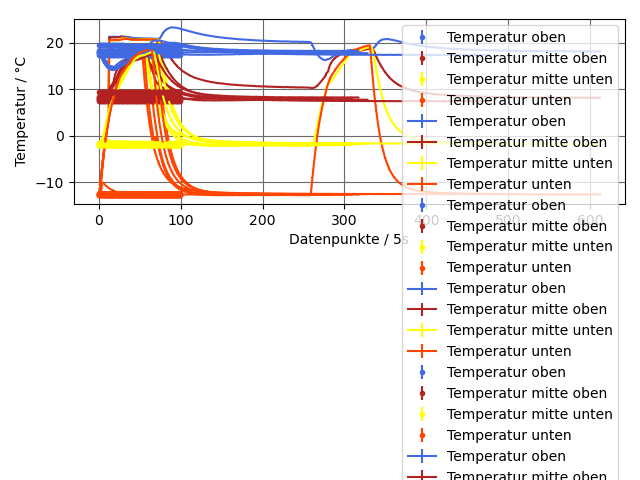 20
10
0
−10
Temperatur / °C
0
100
200
300
400
500
600
Datenpunkte / 5s
Temperatur oben
Temperatur mitte oben
Temperatur mitte unten
Temperatur unten
Temperatur oben
Temperatur mitte oben
Temperatur mitte unten
Temperatur unten
Temperatur oben
Temperatur mitte oben
Temperatur mitte unten
Temperatur unten
Temperatur oben
Temperatur mitte oben
Temperatur mitte unten
Temperatur unten
Temperatur oben
Temperatur mitte oben
Temperatur mitte unten
Temperatur unten
Temperatur oben
Temperatur mitte oben